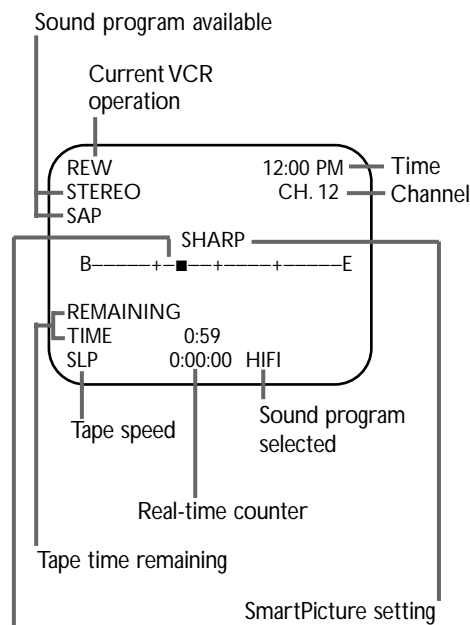 Sound program available
Current VCR
operation
REW 12:00 PM Time
STEREO CH. 12 Channel
SAP
SHARP
B-----+-■--+----+-----E
REMAINING
TIME 0:59
SLP 0:00:00 HIFI
Tape speed
Sound program
selected
Real-time counter
Tape time remaining
SmartPicture setting